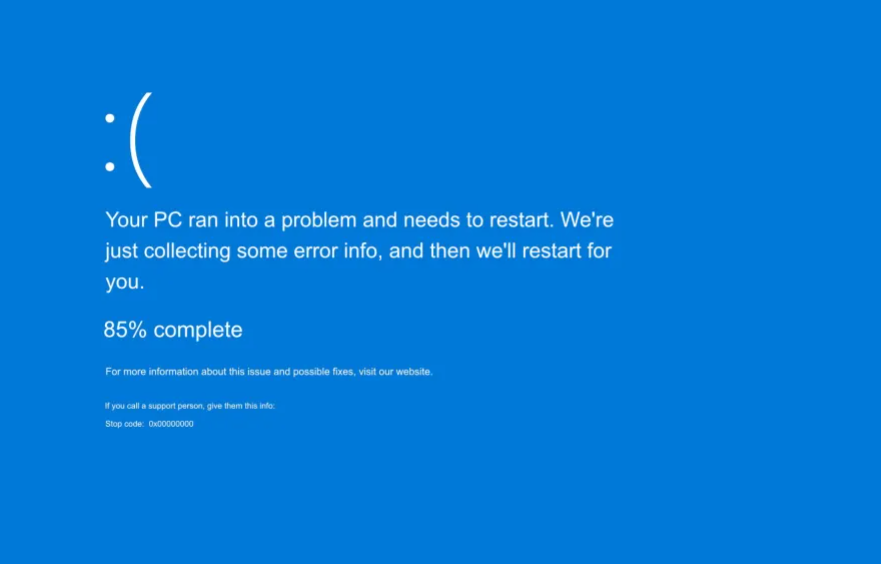 :(
Your PC ran into a problem and needs to restart. We're
just collecting some error info, and then we'll restart for
you.
85% complete
For more information about this issue and possible fixes, visit our website.
If you call a support person, give them this info:
Stop code: 0x00000000